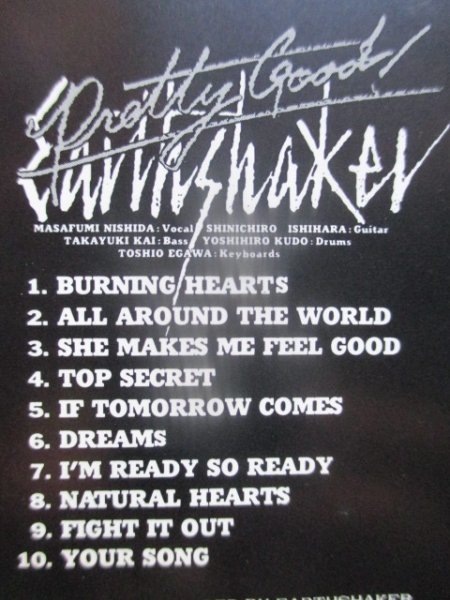 Pretty Good!
Earthshaker
MASAFUMI NISHIDA:Vocal SHINICHIRO ISHIHARA:Guitar
TAKAYUKI KAI:Bass YOSHIHIRO KUDO:Drums
TOSHIO EGAWA:Keyboards
1. BURNING HEARTS
2. ALL AROUND THE WORLD
3. SHE MAKES ME FEEL GOOD
4. TOP SECRET
5. IF TOMORROW COMES
6. DREAMS
7. I'M READY SO READY
8. NATURAL HEARTS
9. FIGHT IT OUT
10. YOUR SONG
BY EARTHSHAKER